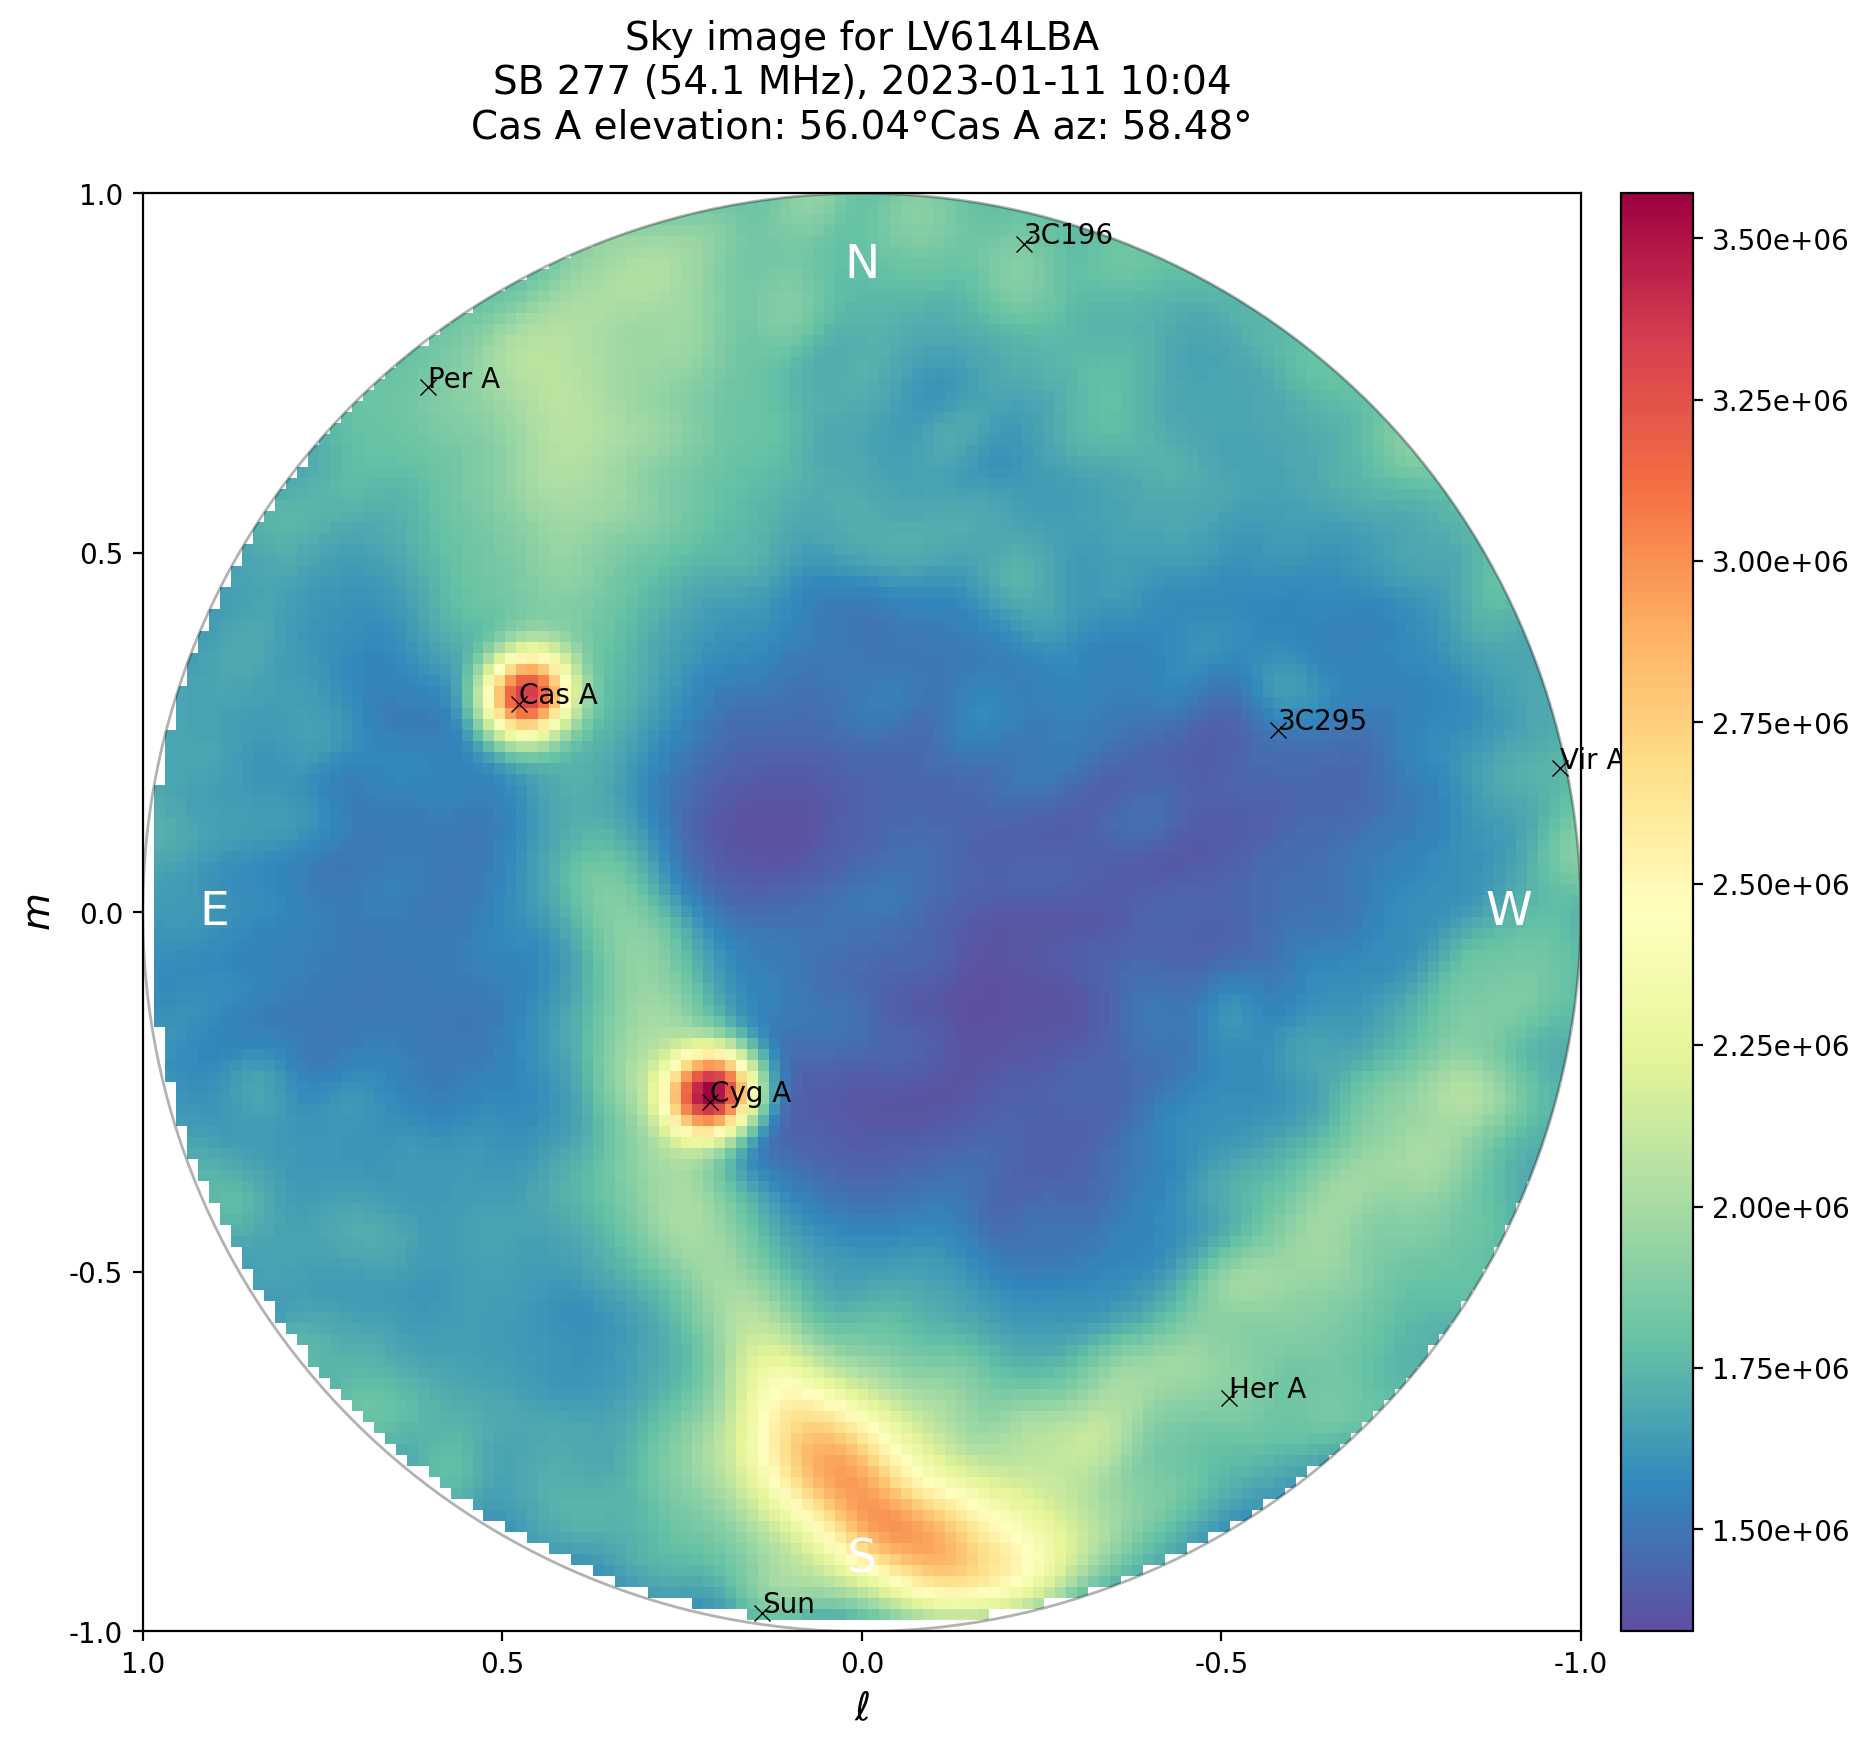 Sky image for LV614LBA
SB 277 (54.1 MHz), 2023-01-11 10:04
Cas A elevation: 56.04°Cas A az: 58.48°
1.0
3C196
3.50e+06
N
Per A
3.25e+06
0.5
3.00e+06
Cas A
3C295
Vir A
2.75e+06
m
0.0
E
W
2.50e+06
2.25e+06
Cyg A
2.00e+06
-0.5
1.75e+06
Her A
1.50e+06
S
Sun
-1.0
1.0 0.5 0.0 -0.5 -1.0
ℓ